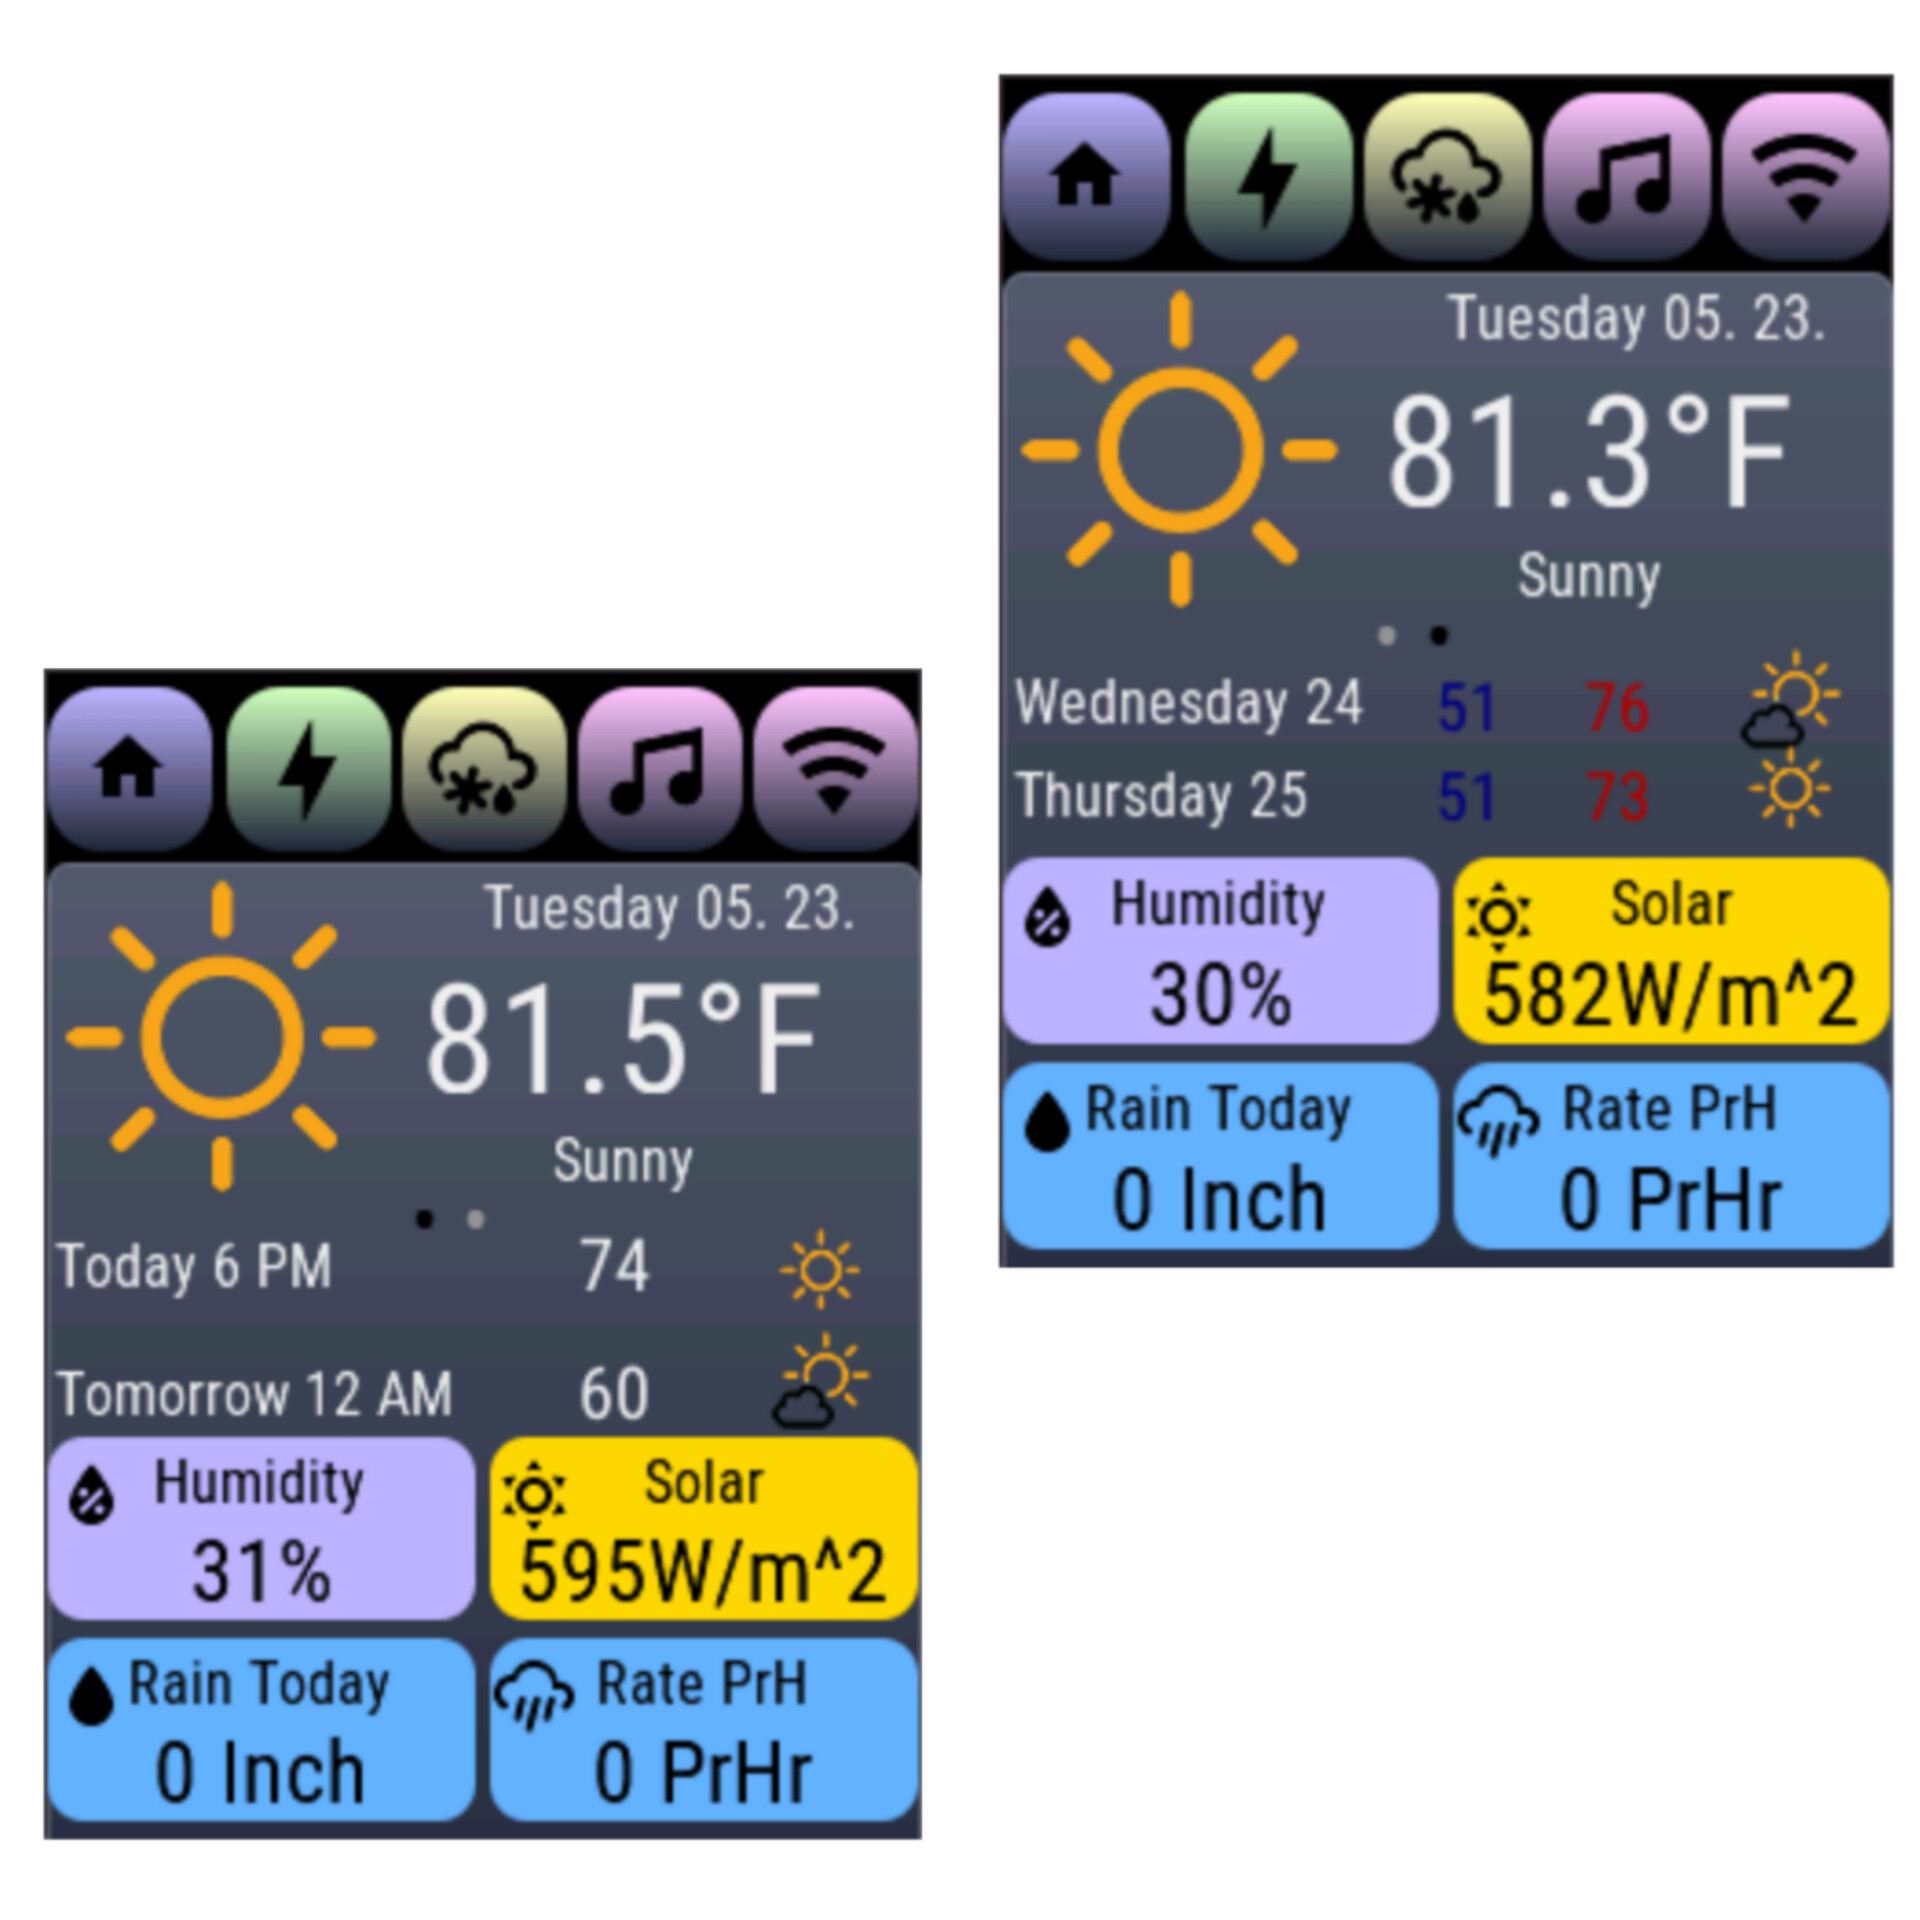 Tuesday 05. 23.
81.5°F
Sunny
Today 6 PM 74
Tomorrow 12 AM 60
Humidity
31%
Solar
595W/m^2
Rain Today
0 Inch
Rate PrH
0 PrHr
Tuesday 05. 23.
81.3°F
Sunny
Wednesday 24 51 76
Thursday 25 51 73
Humidity
30%
Solar
582W/m^2
Rain Today
0 Inch
Rate PrH
0 PrHr